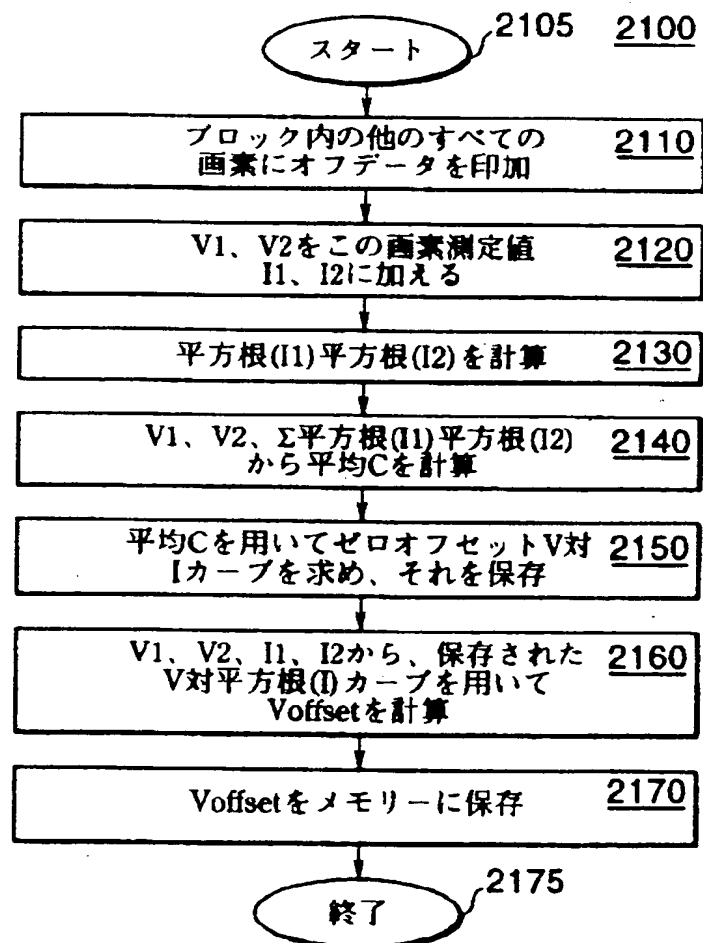 スタート
2105
2100
ブロック内の他のすべての
画素にオフデータを印加
2110
V1、V2をこの画素測定値
I1、I2に加える
2120
平方根(I1)平方根(I2)を計算
2130
V1、V2、Σ平方根(I1)平方根(I2)
から平均Cを計算
2140
平均Cを用いてゼロオフセットV対
Iカーブを求め、それを保存
2150
V1、V2、I1、I2から、保存された
V対平方根(I)カーブを用いて
Voffsetを計算
2160
Voffsetをメモリーに保存
2170
終了
2175